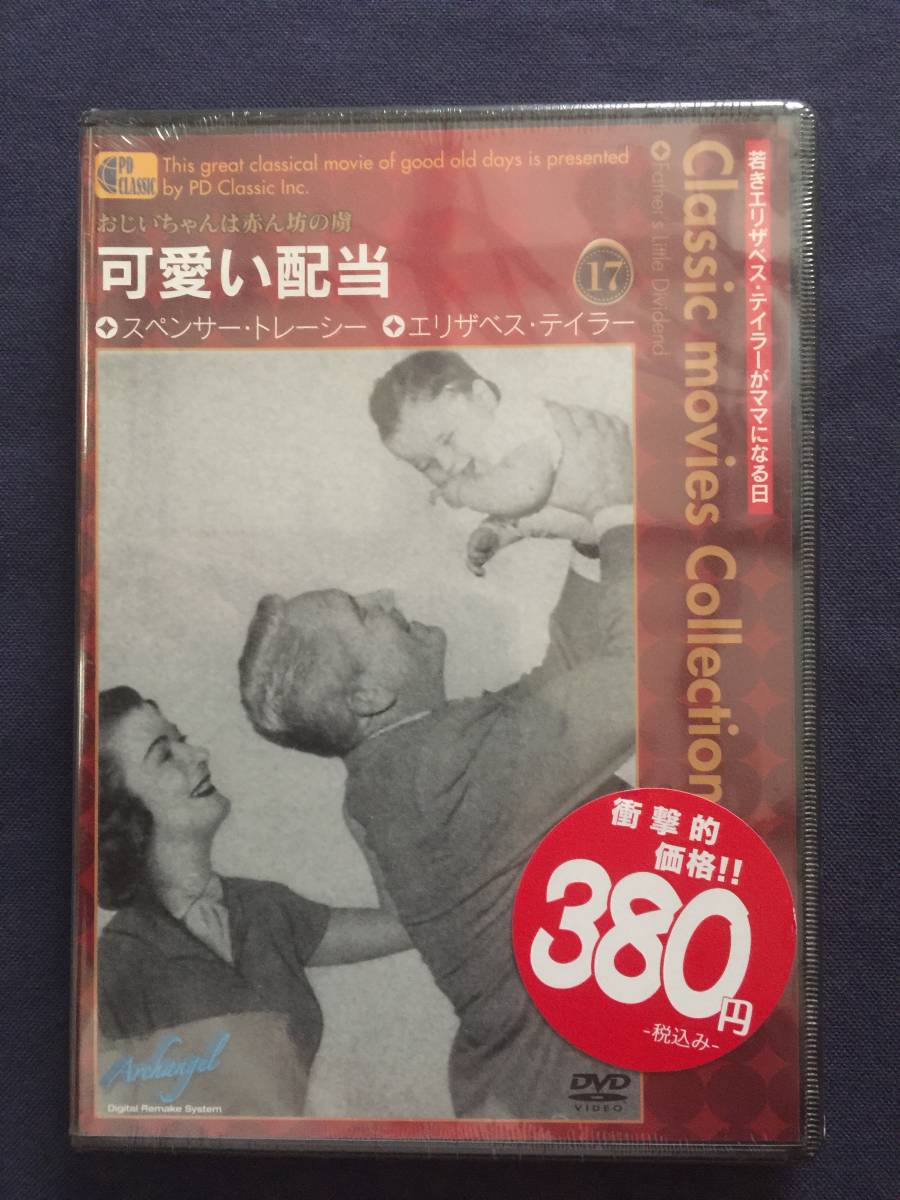 PD
CLASSIC
This great classical movie of good old days is presented
by PD Classic Inc.
おじいちゃんは赤ん坊の虜
可愛い配当
17
スペンサー・トレーシー エリザベス・テイラー
若きエリザベス・テイラーがママになる日
Classic movies Collection
Father's Little Dividend
衝撃的
価格!!
380円
-税込み-
Archangel
Digital Remake System
DVD
VIDEO